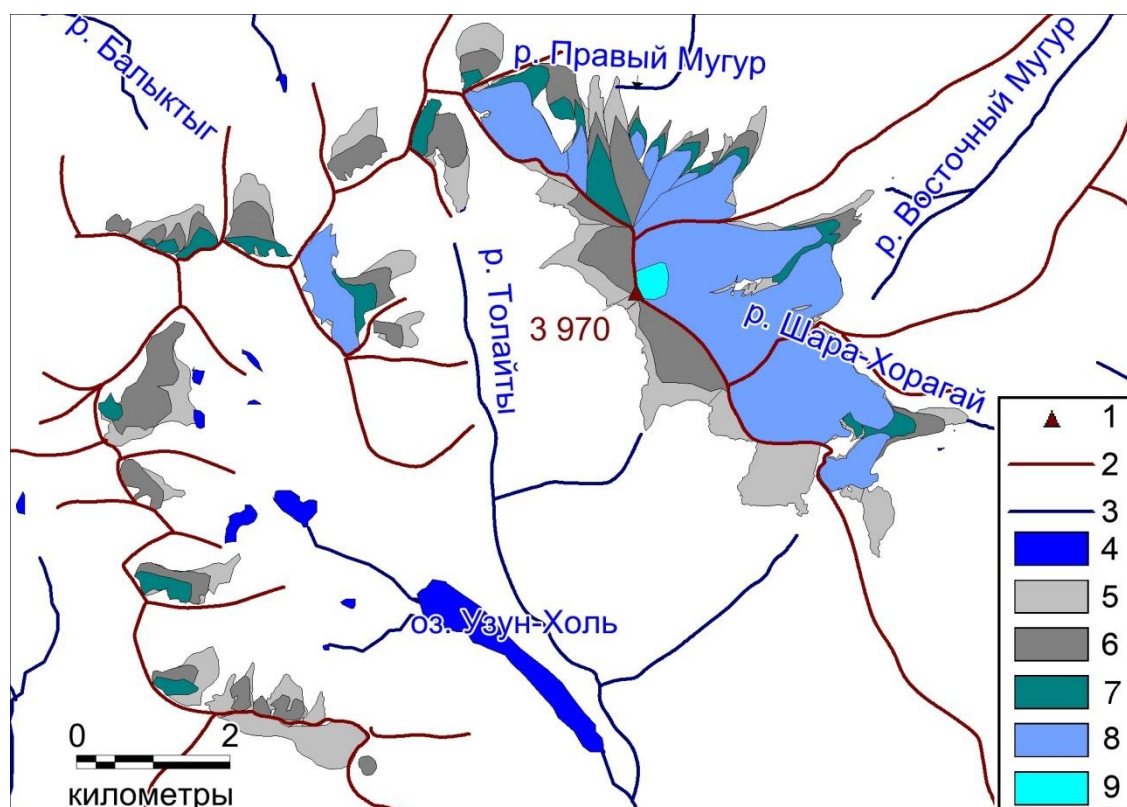 р. Балыктыг
р. Правый Мугур
р. Восточный Мугур
р. Толайты
3 970
р. Шара-Хорагай
оз. Узун-Холь
0 2
километры
1
2
3
4
5
6
7
8
9